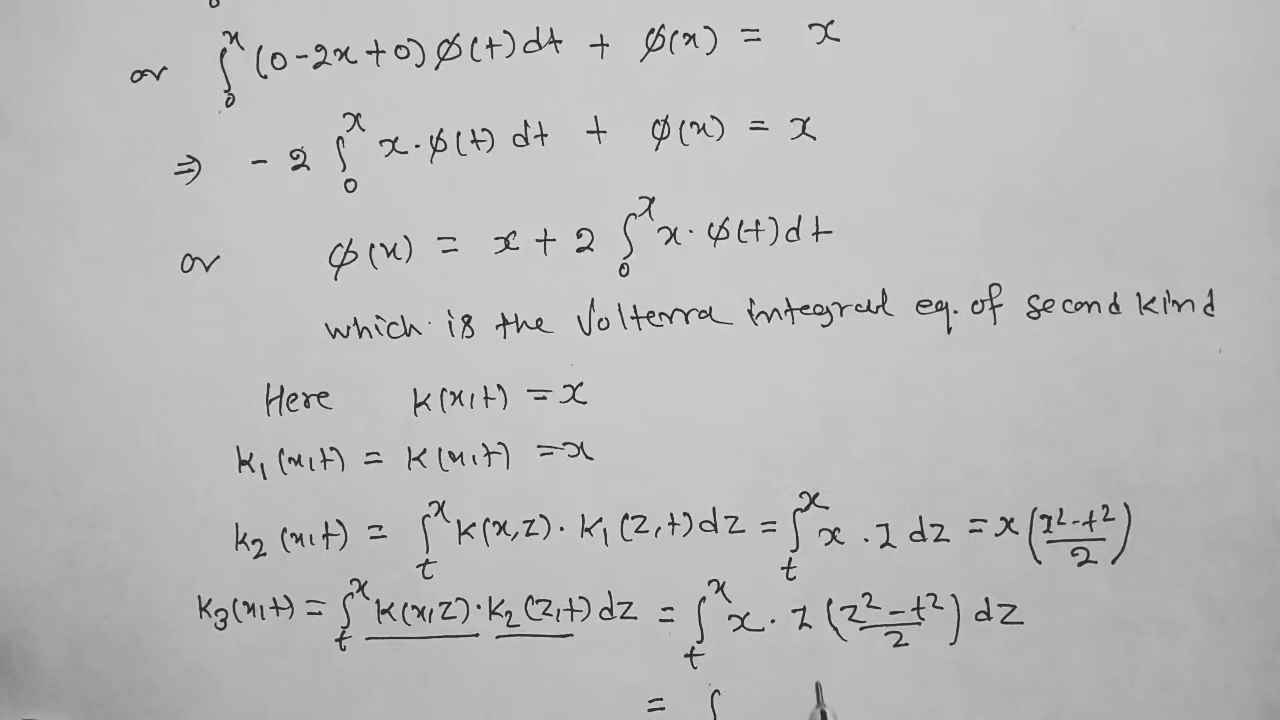 or ∫₀ˣ (0-2x+0) φ(t) dt + φ(x) = x
⇒ - 2 ∫₀ˣ x·φ(t) dt + φ(x) = x
or φ(x) = x + 2 ∫₀ˣ x·φ(t) dt
which is the Volterra integral eq. of second kind
Here K(x,t) = x
K₁(x,t) = K(x,t) = x
K₂(x,t) = ∫ₜˣ K(x,z)·K₁(z,t) dz = ∫ₜˣ x·z dz = x((x²-t²)/2)
K₃(x,t) = ∫ₜˣ K(x,z)·K₂(z,t) dz = ∫ₜˣ x·z((z²-t²)/2) dz
= ∫